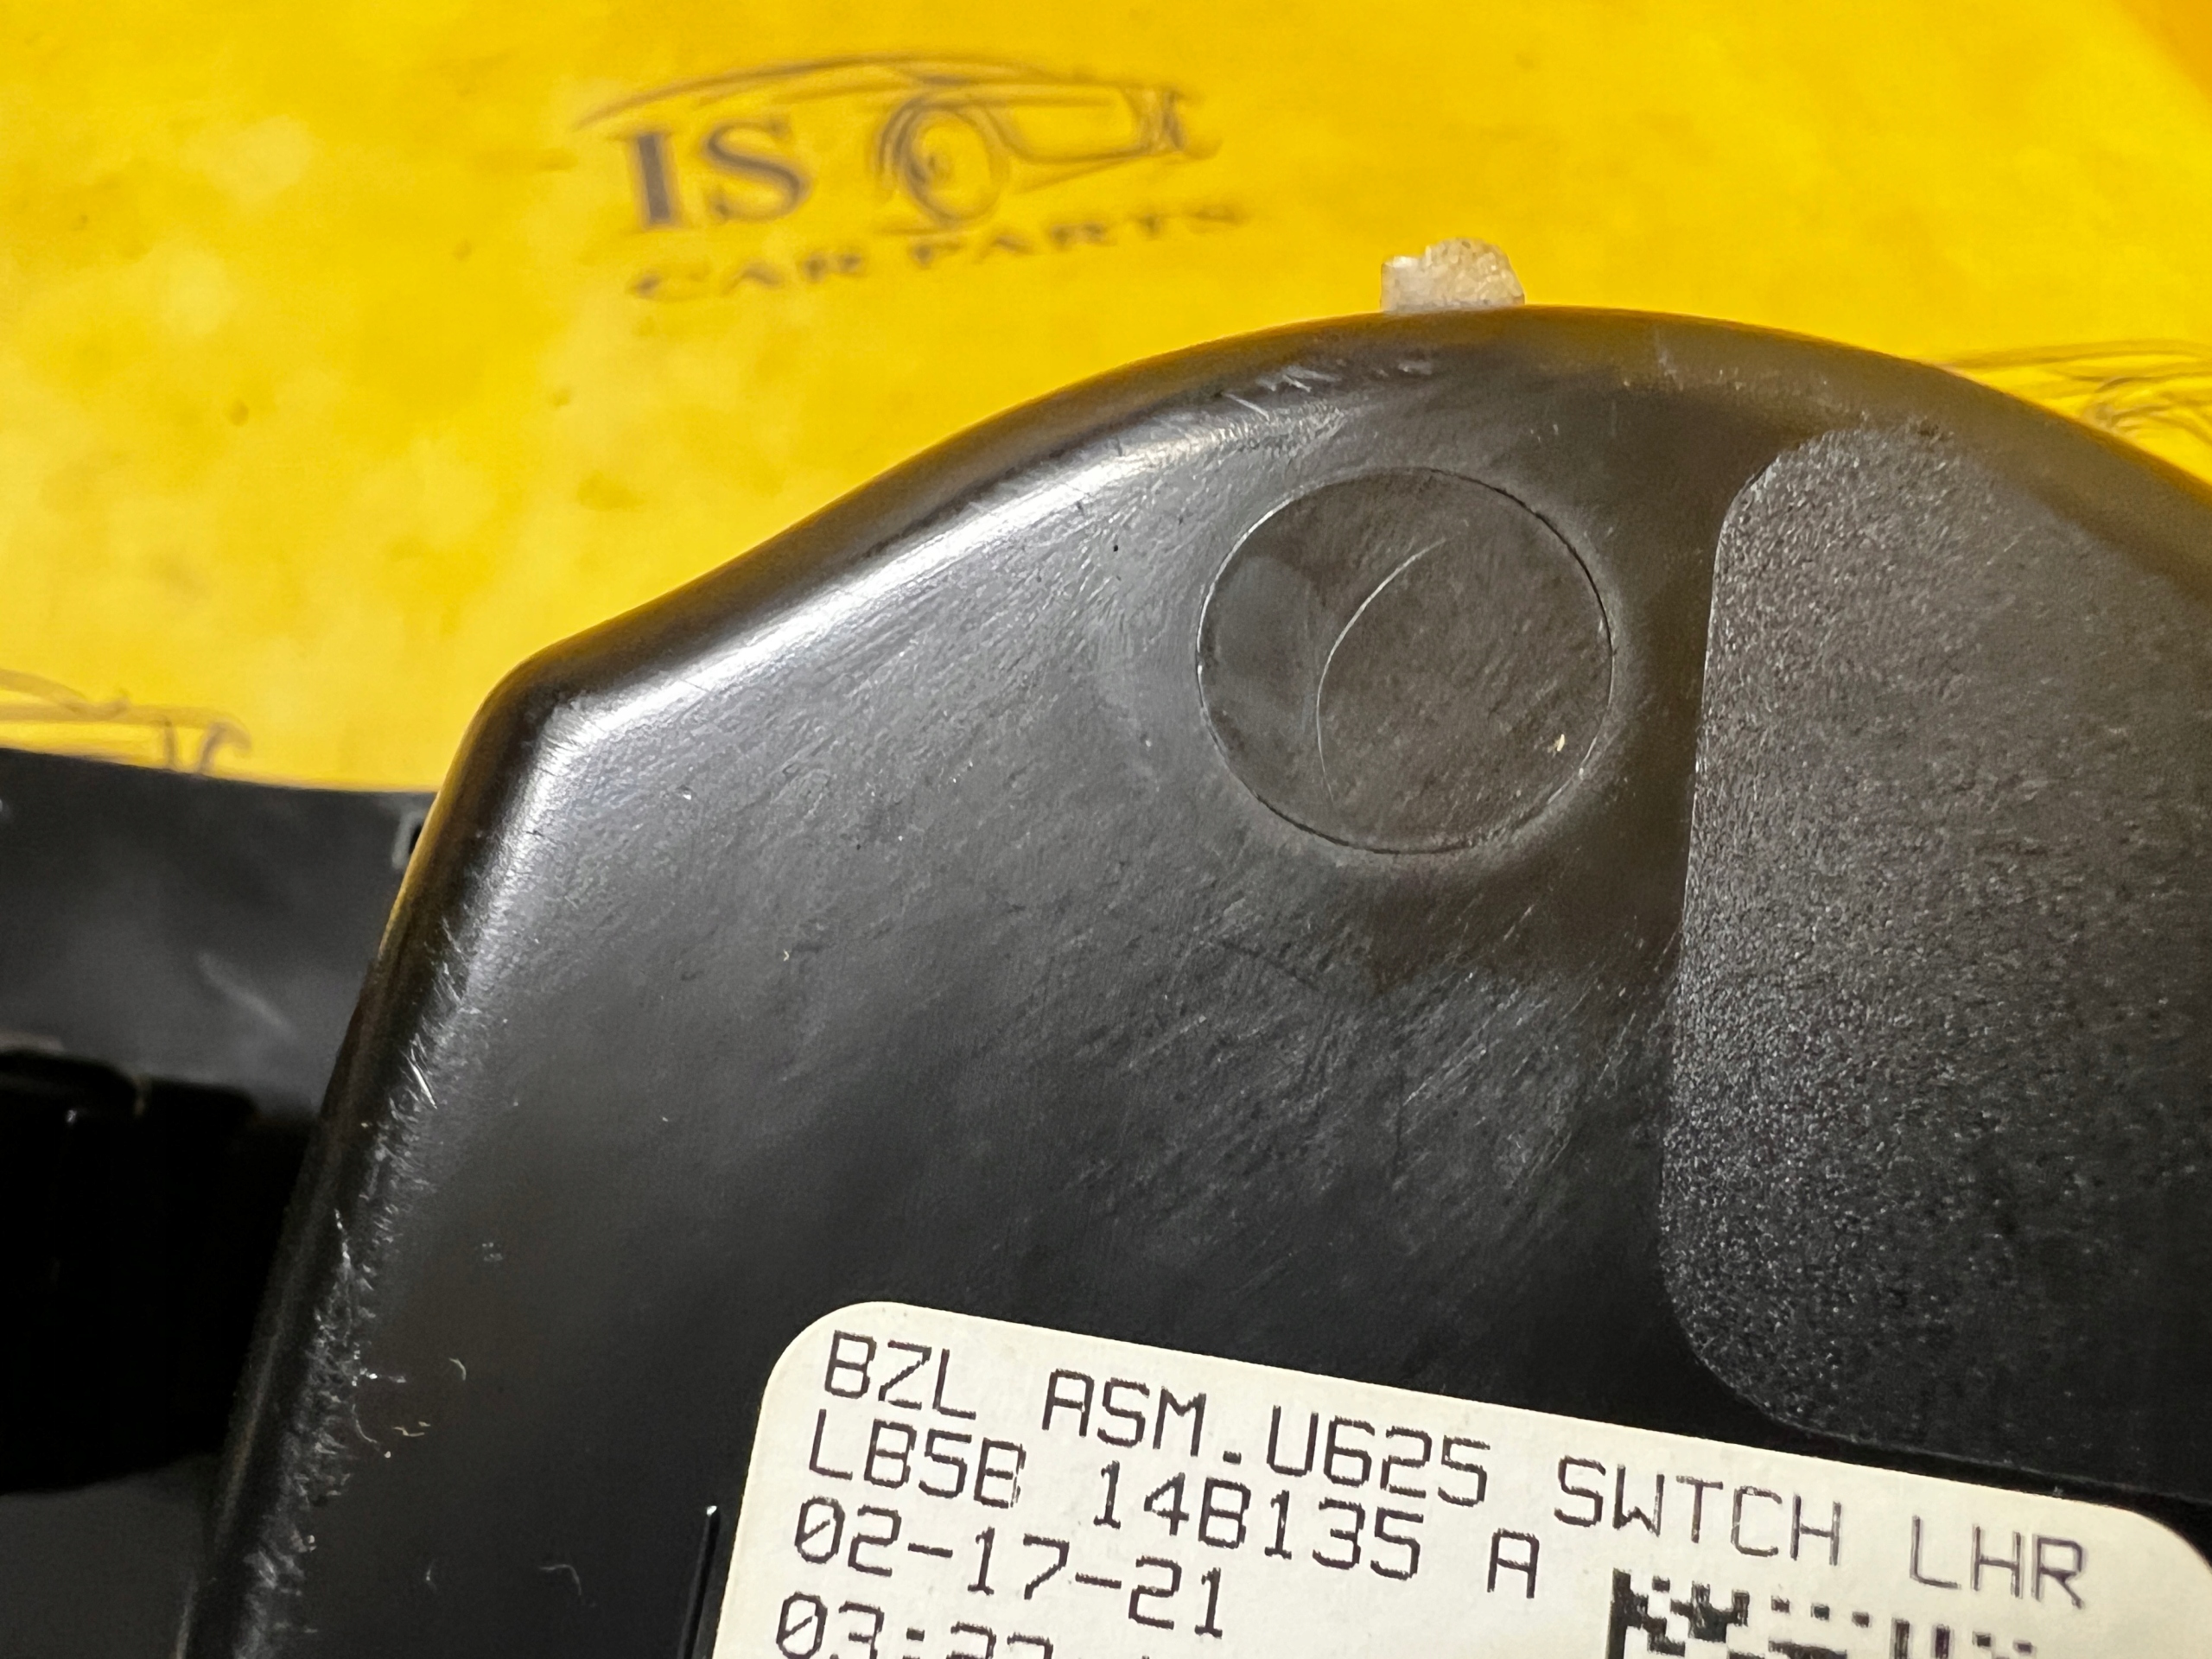 IS
CAR PARTS
BZL ASM.U625 SWTCH LHR
LB5B 14B135 A
02-17-21